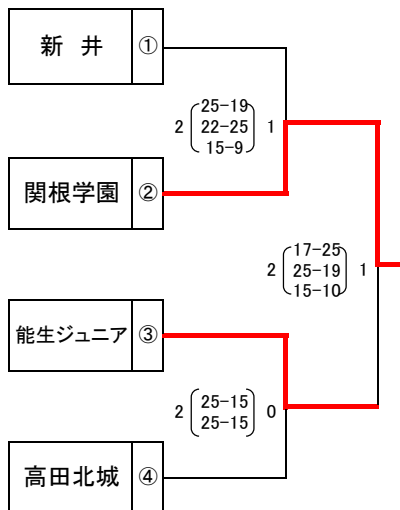 新 井 ①
2 25-19 1
22-25
15-9
関根学園 ②
2 17-25 1
25-19
15-10
能生ジュニア ③
2 25-15 0
25-15
高田北城 ④